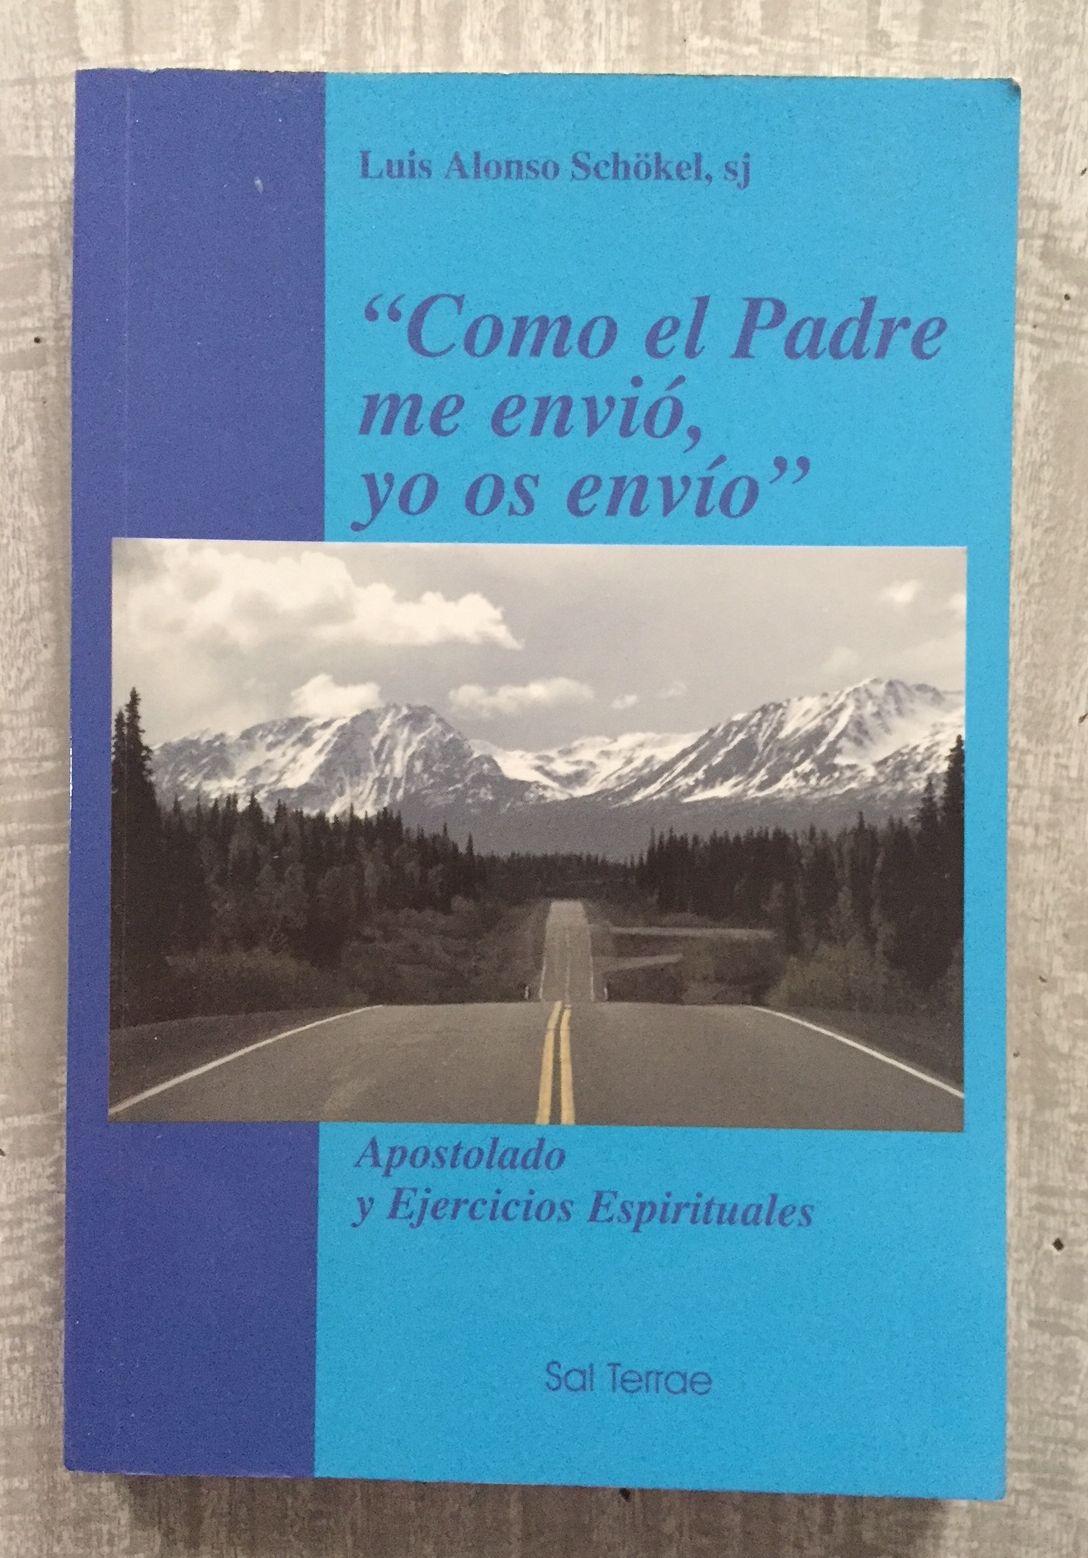 Luis Alonso Schökel, sj
“Como el Padre
me envió,
yo os envío”
Apostolado
y Ejercicios Espirituales
Sal Terrae